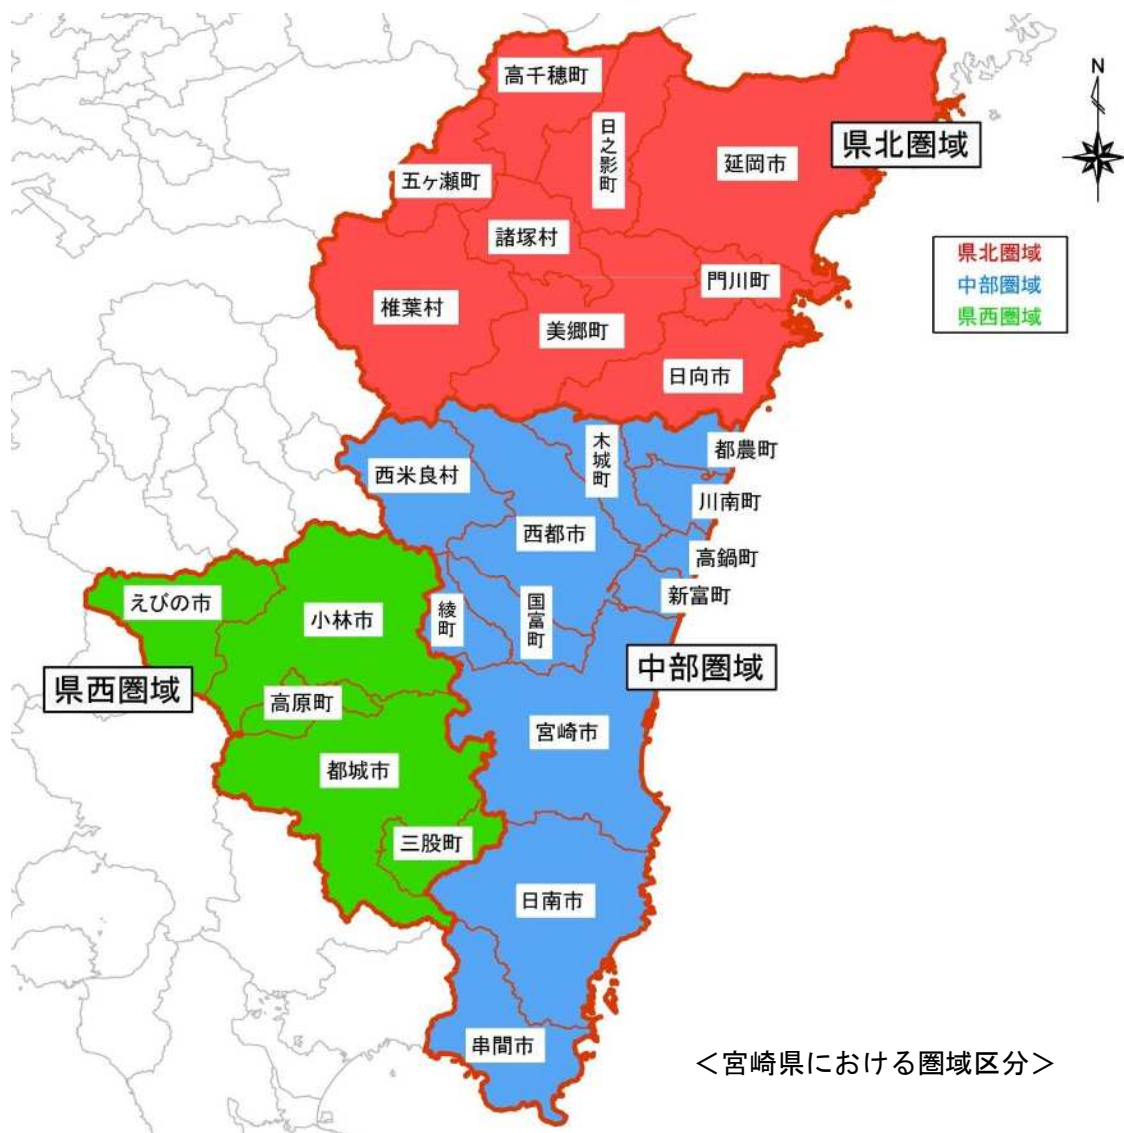 高千穂町
日之影町
延岡市
県北圏域
N
五ヶ瀬町
諸塚村
門川町
椎葉村
美郷町
日向市
県北圏域
中部圏域
県西圏域
西米良村
木城町
都農町
川南町
西都市
高鍋町
新富町
えびの市
小林市
綾町
国富町
県西圏域
中部圏域
高原町
宮崎市
都城市
三股町
日南市
串間市
＜宮崎県における圏域区分＞